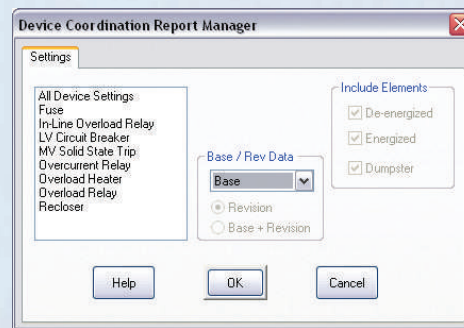 Device Coordination Report Manager
Settings
All Device Settings
Fuse
In-Line Overload Relay
LV Circuit Breaker
MV Solid State Trip
Overcurrent Relay
Overload Heater
Overload Relay
Recloser
Base / Rev Data
Base
Revision
Base + Revision
Include Elements
De-energized
Energized
Dumpster
Help
OK
Cancel